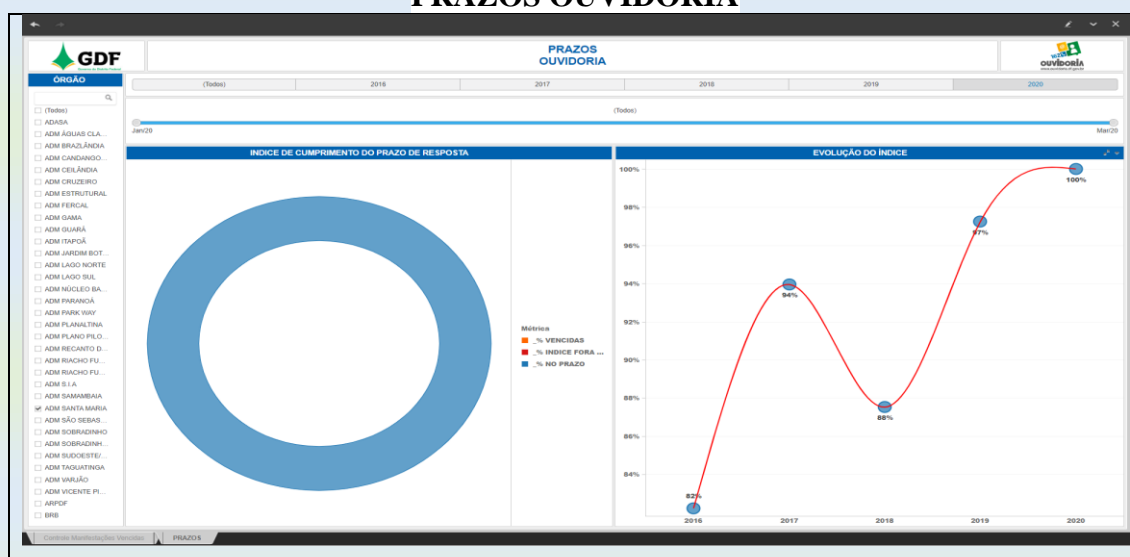 PRAZOS OUVIDORIA
GDF
PRAZOS
OUVIDORIA
OUVIDORIA
ÓRGÃO
(Todos)
2016
2017
2018
2019
2020
(Todos)
Jan/20
Mar/20
(Todos)
ADASA
ADM ÁGUAS CLA...
ADM BRAZLÂNDIA
ADM CANDANGO...
ADM CEILÂNDIA
ADM CRUZEIRO
ADM ESTRUTURAL
ADM FERCAL
ADM GAMA
ADM GUARÁ
ADM ITAPOÃ
ADM JARDIM BOT...
ADM LAGO NORTE
ADM LAGO SUL
ADM NÚCLEO BA...
ADM PARANOÁ
ADM PARK WAY
ADM PLANALTINA
ADM PLANO PILO...
ADM RECANTO D...
ADM RIACHO FU...
ADM RIACHO FU...
ADM S.I.A
ADM SAMAMBAIA
ADM SANTA MARIA
ADM SÃO SEBAS...
ADM SOBRADINHO
ADM SOBRADINH...
ADM SUDOESTE/...
ADM TAGUATINGA
ADM VARJÃO
ADM VICENTE PI...
ARPDF
BRB
INDICE DE CUMPRIMENTO DO PRAZO DE RESPOSTA
Métrica
_% VENCIDAS
_% INDICE FORA ...
_% NO PRAZO
EVOLUÇÃO DO ÍNDICE
100%
98%
96%
94%
92%
90%
88%
86%
84%
82%
94%
88%
97%
100%
2016
2017
2018
2019
2020
Controle Manifestações Vencidas
PRAZOS